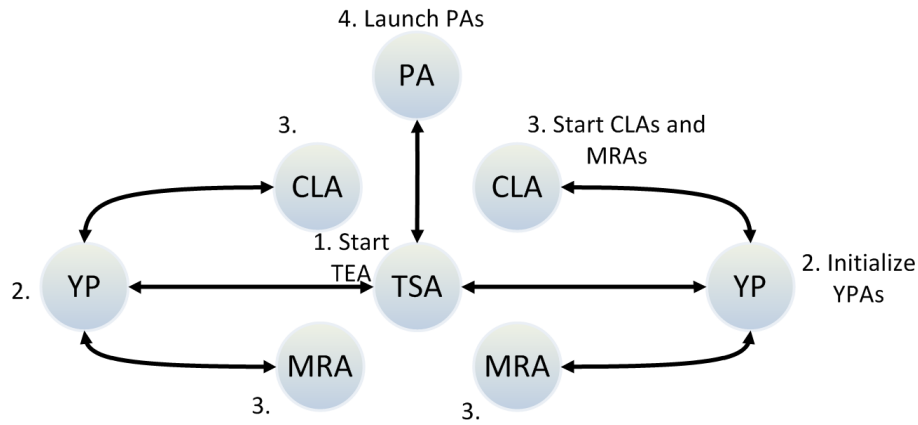 4. Launch PAs
PA
3.
3. Start CLAs and
MRAs
CLA
CLA
1. Start
TEA
2.
YP
TSA
YP
2. Initialize
YPAs
MRA
MRA
3.
3.